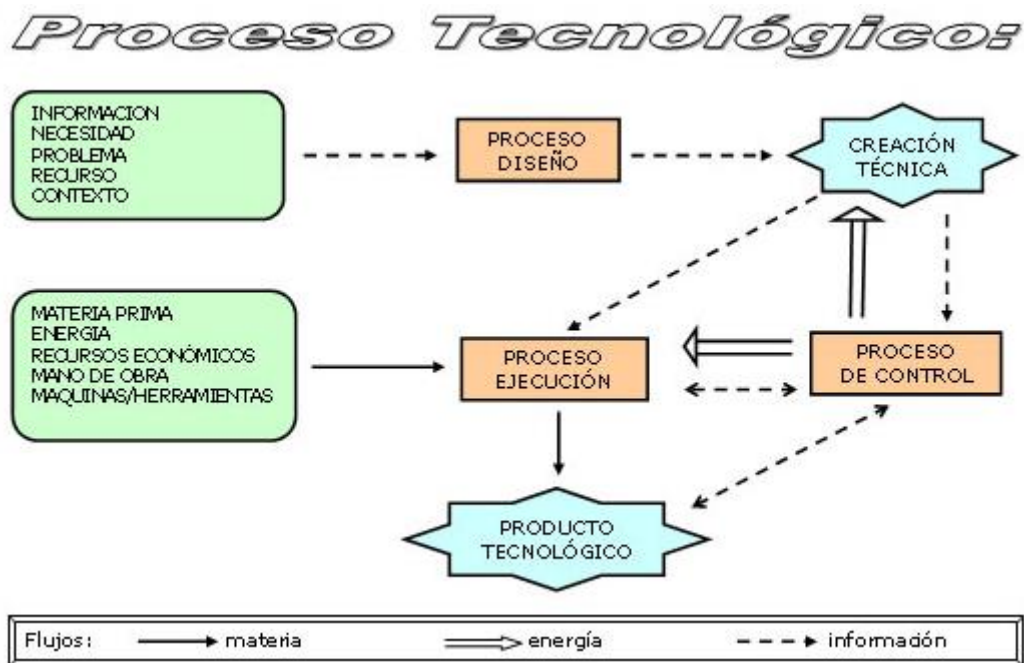 Proceso Tecnológico:
INFORMACION
NECESIDAD
PROBLEMA
RECURSO
CONTEXTO
PROCESO
DISEÑO
CREACIÓN
TÉCNICA
MATERIA PRIMA
ENERGIA
RECURSOS ECONÓMICOS
MANO DE OBRA
MAQUINAS/HERRAMIENTAS
PROCESO
EJECUCIÓN
PROCESO
DE CONTROL
PRODUCTO
TECNOLÓGICO
Flujos: materia energía información